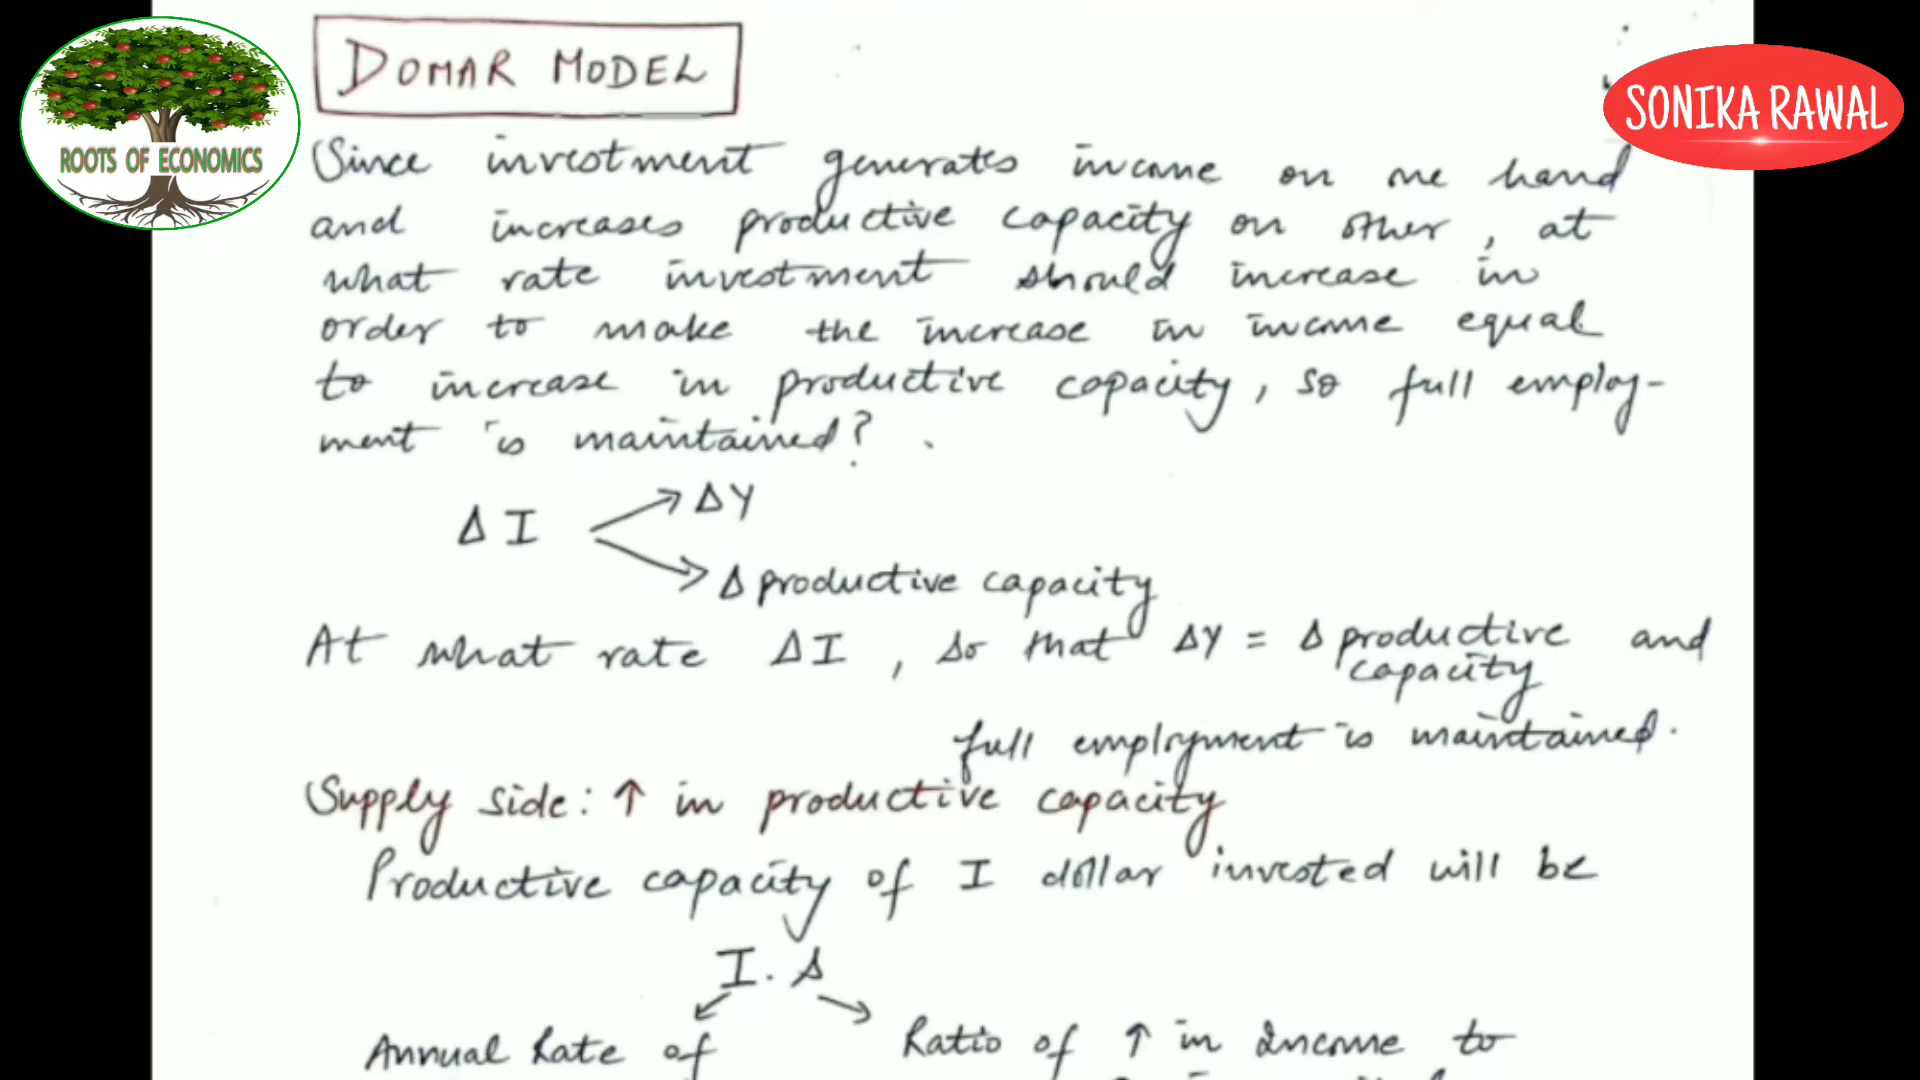 DOMAR MODEL
ROOTS OF ECONOMICS
SONIKA RAWAL
Since investment generates income on one hand
and increases productive capacity on other, at
what rate investment should increase in
order to make the increase in income equal
to increase in productive capacity, so full employ-
ment is maintained?
ΔI → ΔY
→ Δ productive capacity
At what rate ΔI, so that ΔY = Δ productive capacity and
full employment is maintained.
Supply side: ↑ in productive capacity
Productive capacity of I dollar invested will be
I. s
Annual Rate of
Ratio of ↑ in Income to